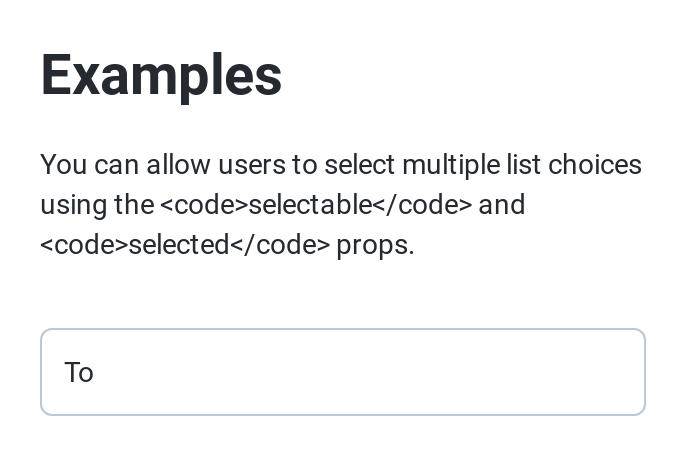 Examples
You can allow users to select multiple list choices
using the <code>selectable</code> and
<code>selected</code> props.
To